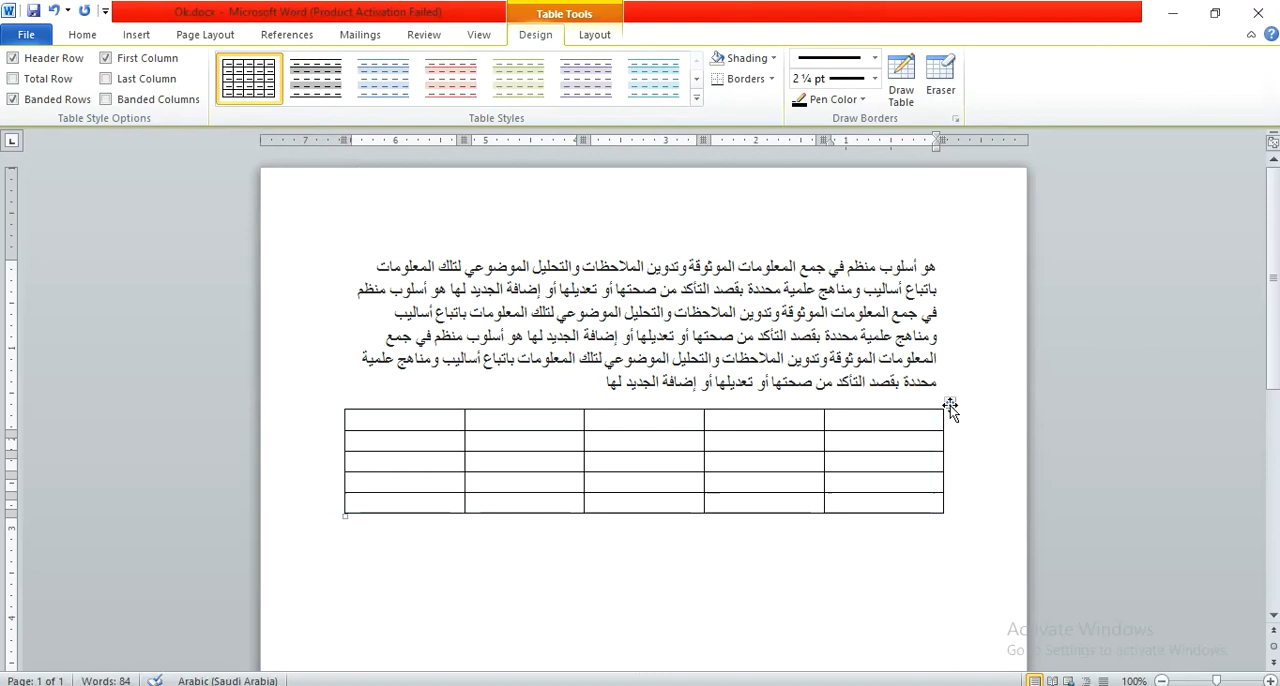 Ok.docx - Microsoft Word (Product Activation Failed)
Table Tools
File
Home
Insert
Page Layout
References
Mailings
Review
View
Design
Layout
Header Row
First Column
Total Row
Last Column
Banded Rows
Banded Columns
Table Style Options
Table Styles
Shading
Borders
2 ¼ pt
Pen Color
Draw Table
Eraser
Draw Borders
7 6 5 4 3 2 1 1
هو أسلوب منظم في جمع المعلومات الموثوقة وتدوين الملاحظات والتحليل الموضوعي لتلك المعلومات
باتباع أساليب ومناهج علمية محددة بقصد التأكد من صحتها أو تعديلها أو إضافة الجديد لها هو أسلوب منظم
في جمع المعلومات الموثوقة وتدوين الملاحظات والتحليل الموضوعي لتلك المعلومات باتباع أساليب
ومناهج علمية محددة بقصد التأكد من صحتها أو تعديلها أو إضافة الجديد لها هو أسلوب منظم في جمع
المعلومات الموثوقة وتدوين الملاحظات والتحليل الموضوعي لتلك المعلومات باتباع أساليب ومناهج علمية
محددة بقصد التأكد من صحتها أو تعديلها أو إضافة الجديد لها
Activate Windows
Go to Settings to activate Windows.
Page: 1 of 1
Words: 84
Arabic (Saudi Arabia)
100%